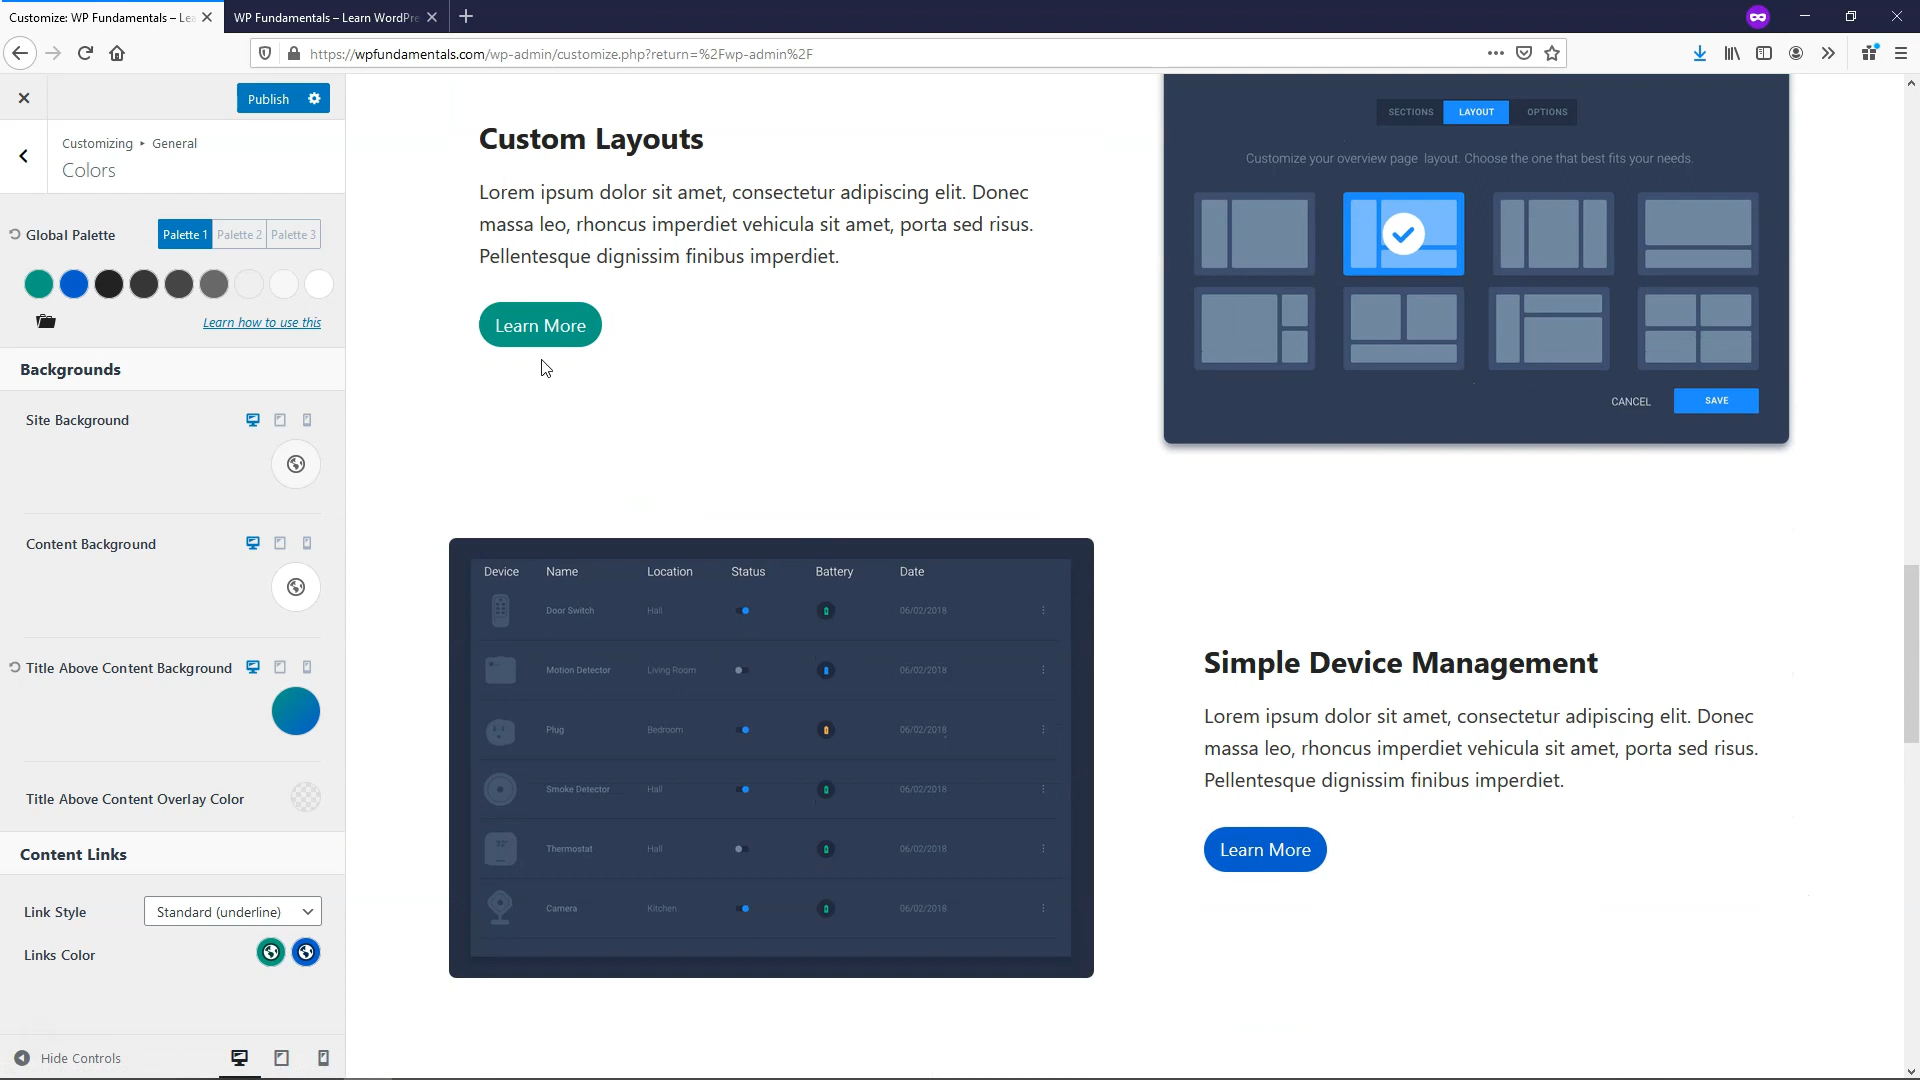 Customize: WP Fundamentals – Lea
WP Fundamentals – Learn WordPre
https://wpfundamentals.com/wp-admin/customize.php?return=%2Fwp-admin%2F
Publish
Customizing ▸ General
Colors
Global Palette
Palette 1
Palette 2
Palette 3
Learn how to use this
Backgrounds
Site Background
Content Background
Title Above Content Background
Title Above Content Overlay Color
Content Links
Link Style
Standard (underline)
Links Color
Hide Controls
Custom Layouts
Lorem ipsum dolor sit amet, consectetur adipiscing elit. Donec
massa leo, rhoncus imperdiet vehicula sit amet, porta sed risus.
Pellentesque dignissim finibus imperdiet.
Learn More
SECTIONS
LAYOUT
OPTIONS
Customize your overview page layout. Choose the one that best fits your needs.
CANCEL
SAVE
Device Name Location Status Battery Date
Door Switch Hall 06/02/2018
Motion Detector Living Room 06/02/2018
Plug Bedroom 06/02/2018
Smoke Detector Hall 06/02/2018
Thermostat Hall 06/02/2018
Camera Kitchen 06/02/2018
Simple Device Management
Lorem ipsum dolor sit amet, consectetur adipiscing elit. Donec
massa leo, rhoncus imperdiet vehicula sit amet, porta sed risus.
Pellentesque dignissim finibus imperdiet.
Learn More